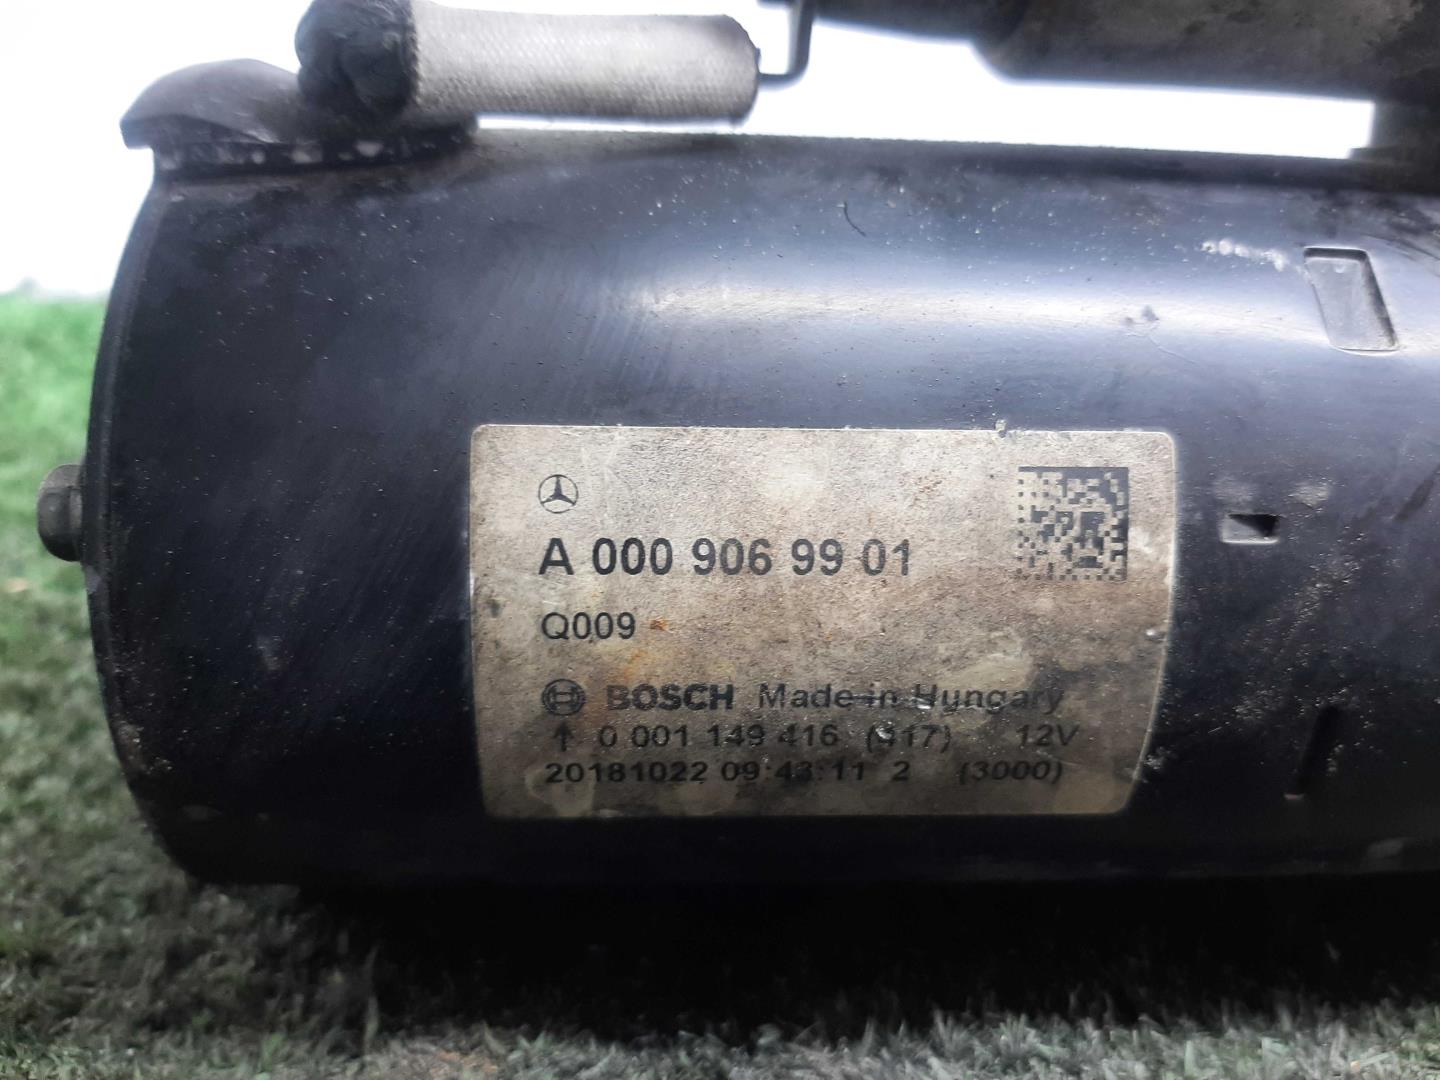 A 000 906 99 01
Q009
BOSCH Made in Hungary
↑ 0 001 149 416 (417) 12V
20181022 09:43:11 2 (3000)